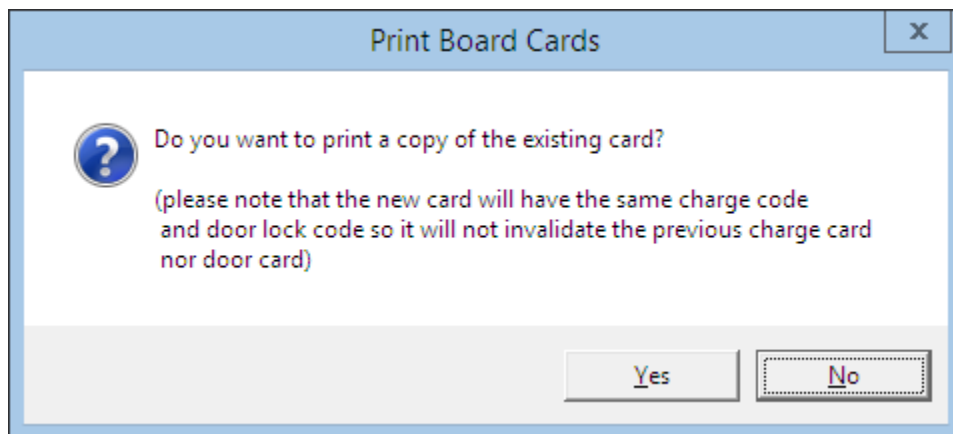 Print Board Cards
x
?
Do you want to print a copy of the existing card?
(please note that the new card will have the same charge code
and door lock code so it will not invalidate the previous charge card
nor door card)
Yes
No